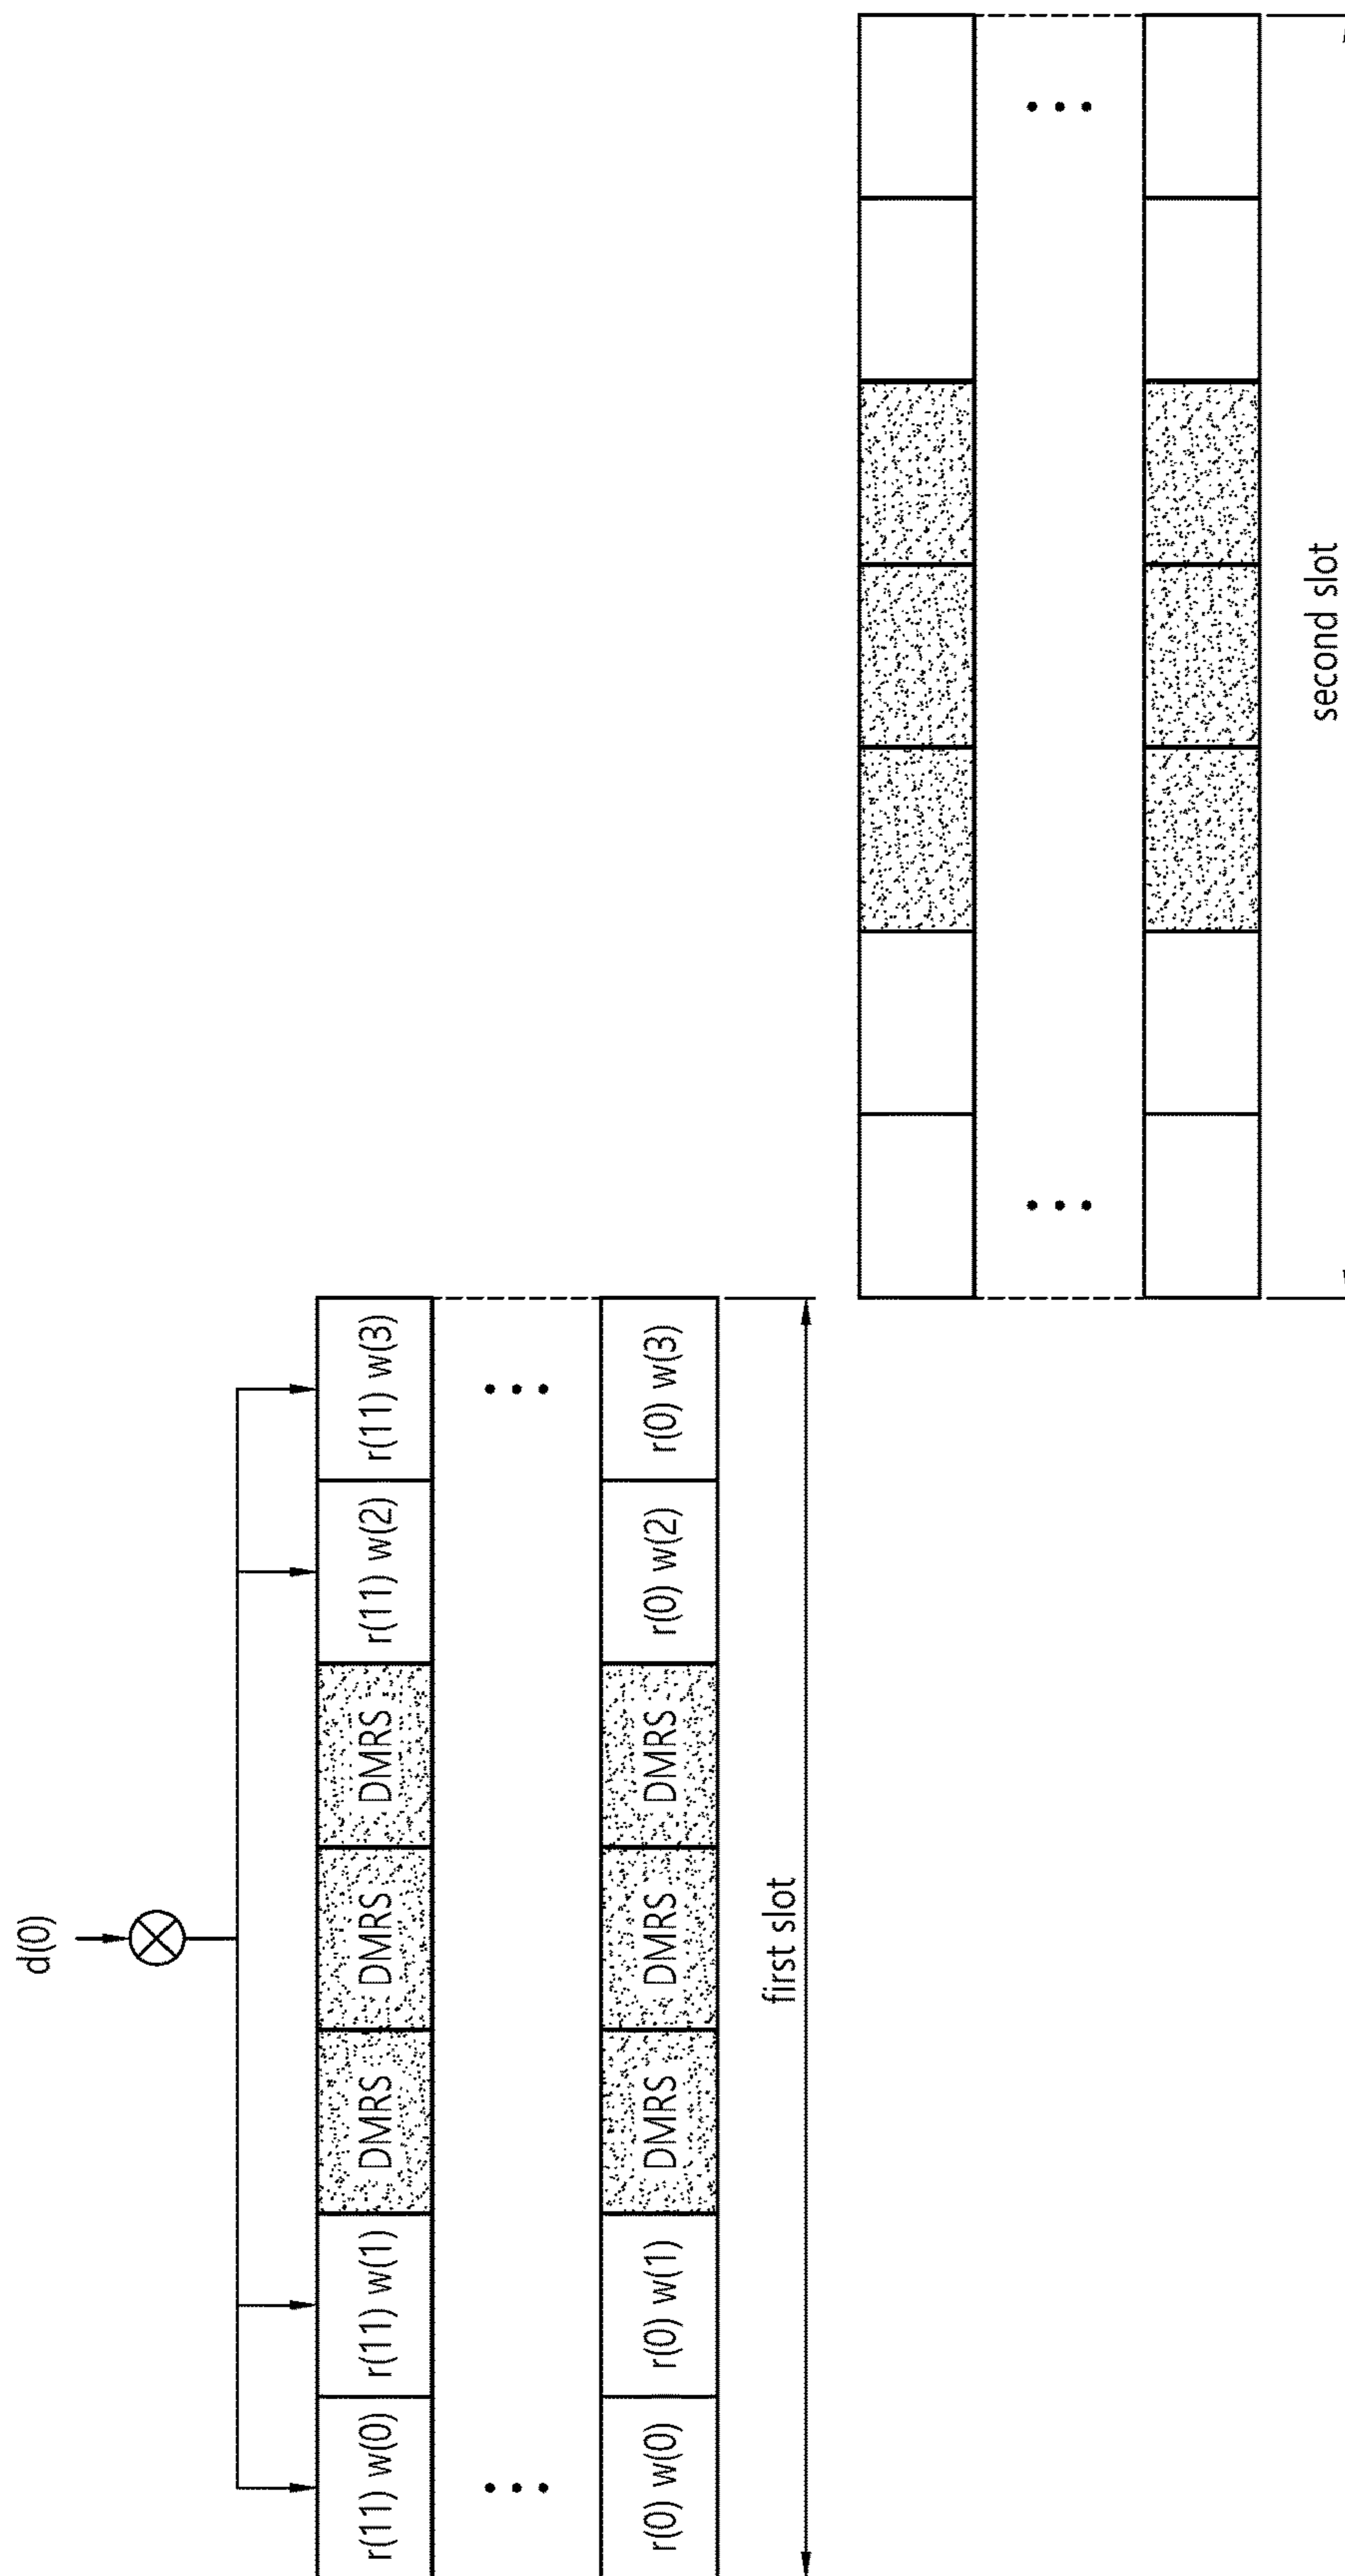 d(0)
r(11) w(0) r(11) w(1) DMRS DMRS DMRS r(11) w(2) r(11) w(3)
r(0) w(0) r(0) w(1) DMRS DMRS DMRS r(0) w(2) r(0) w(3)
first slot
second slot